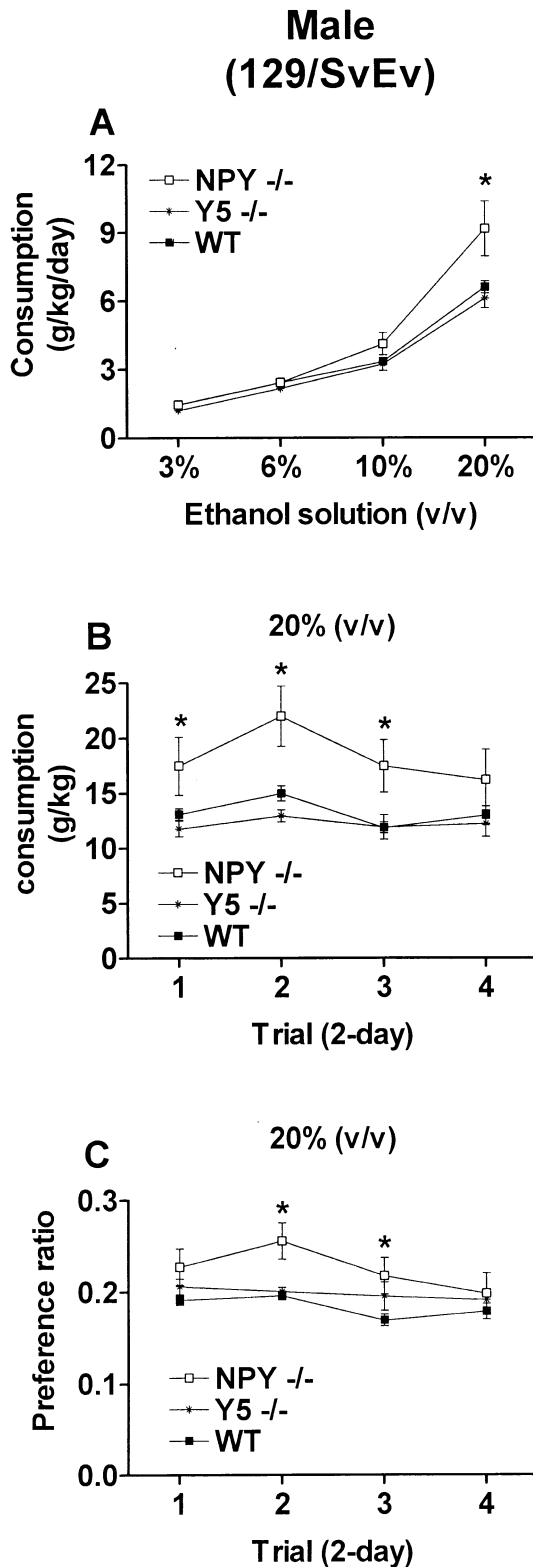 Male
(129/SvEv)
A
Consumption
(g/kg/day)
12
9
6
3
0
NPY -/-
Y5 -/-
WT
*
3% 6% 10% 20%
Ethanol solution (v/v)
B
20% (v/v)
consumption
(g/kg)
25
20
15
10
5
0
* * *
NPY -/-
Y5 -/-
WT
1 2 3 4
Trial (2-day)
C
20% (v/v)
Preference ratio
0.3
0.2
0.1
0.0
* *
NPY -/-
Y5 -/-
WT
1 2 3 4
Trial (2-day)